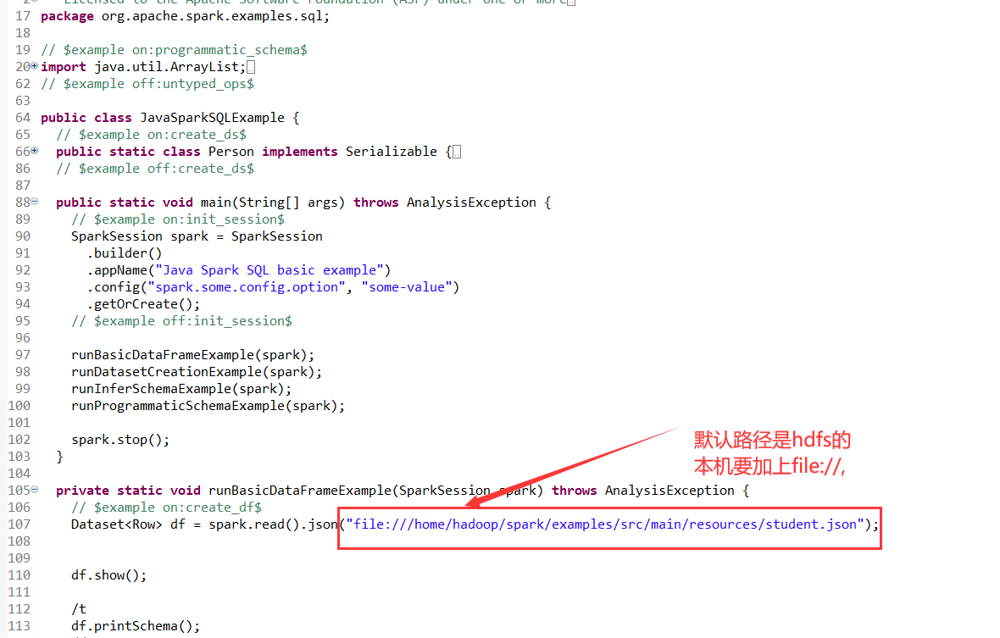 Licensed to the Apache Software Foundation (ASF) under one or more
17 package org.apache.spark.examples.sql;
18
19 // $example on:programmatic_schema$
20 import java.util.ArrayList;
62 // $example off:untyped_ops$
63
64 public class JavaSparkSQLExample {
65 // $example on:create_ds$
66 public static class Person implements Serializable {
86 // $example off:create_ds$
87
88 public static void main(String[] args) throws AnalysisException {
89 // $example on:init_session$
90 SparkSession spark = SparkSession
91 .builder()
92 .appName("Java Spark SQL basic example")
93 .config("spark.some.config.option", "some-value")
94 .getOrCreate();
95 // $example off:init_session$
96
97 runBasicDataFrameExample(spark);
98 runDatasetCreationExample(spark);
99 runInferSchemaExample(spark);
100 runProgrammaticSchemaExample(spark);
101
102 spark.stop();
103 }
默认路径是hdfs的
本机要加上file://,
104
105 private static void runBasicDataFrameExample(SparkSession spark) throws AnalysisException {
106 // $example on:create_df$
107 Dataset<Row> df = spark.read().json("file:///home/hadoop/spark/examples/src/main/resources/student.json");
108
109
110 df.show();
111
112 /t
113 df.printSchema();